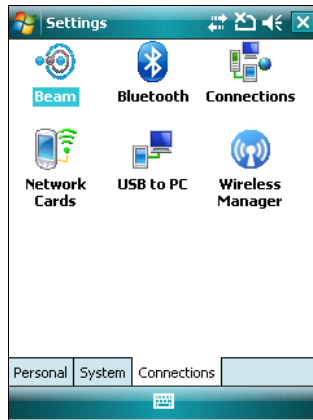 Settings
Beam Bluetooth Connections
Network Cards USB to PC Wireless Manager
Personal System Connections